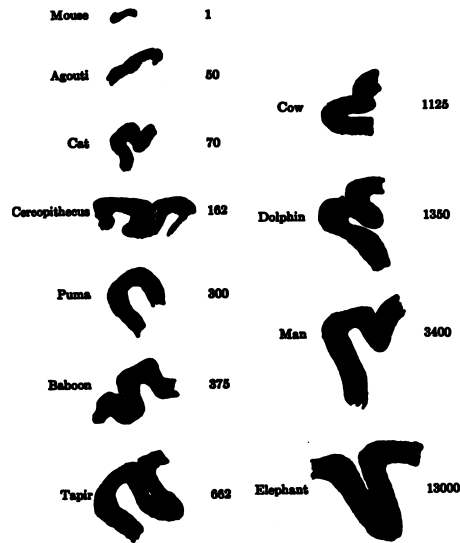 Mouse 1
Agouti 50
Cat 70
Cercopithecus 162
Puma 300
Baboon 375
Tapir 662
Cow 1125
Dolphin 1350
Man 3400
Elephant 13000